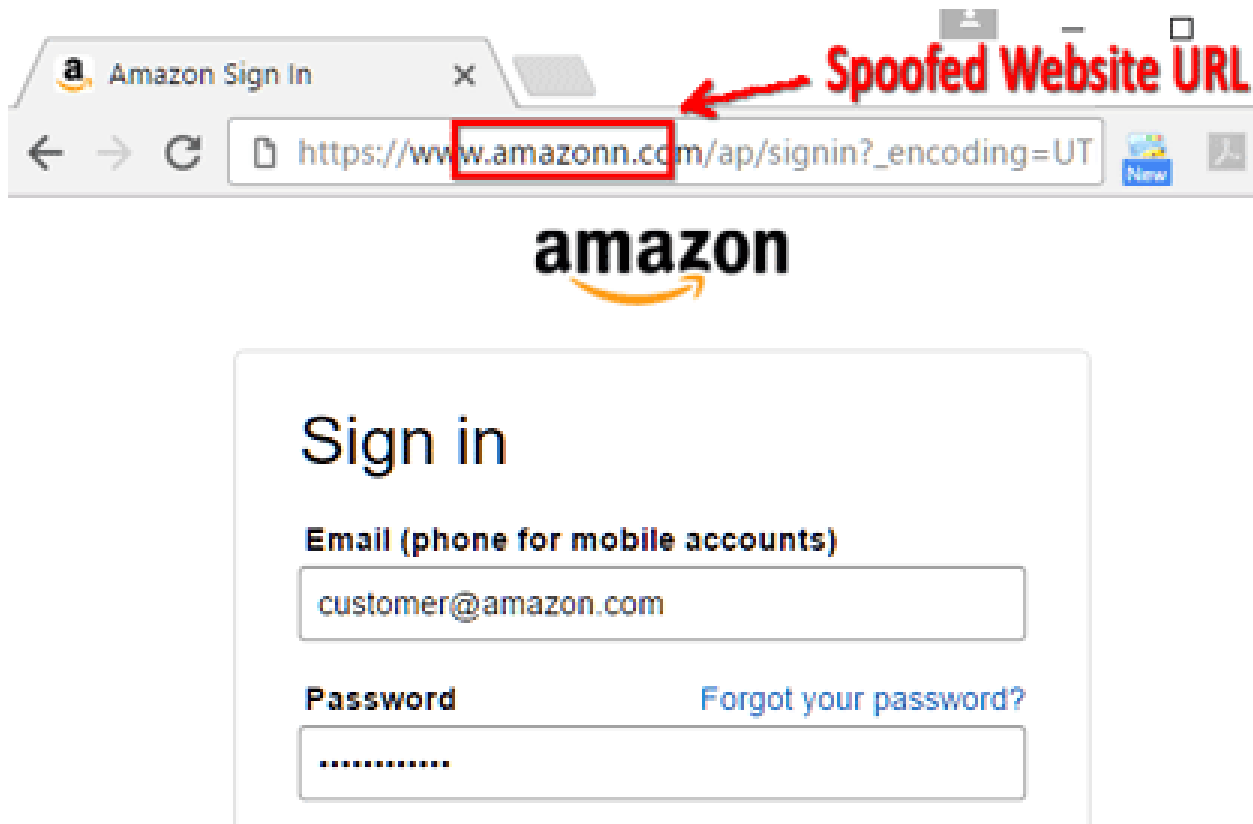 Amazon Sign In
Spoofed Website URL
https://www.amazonn.com/ap/signin?_encoding=UT
New
amazon
Sign in
Email (phone for mobile accounts)
customer@amazon.com
Password Forgot your password?
••••••••••••